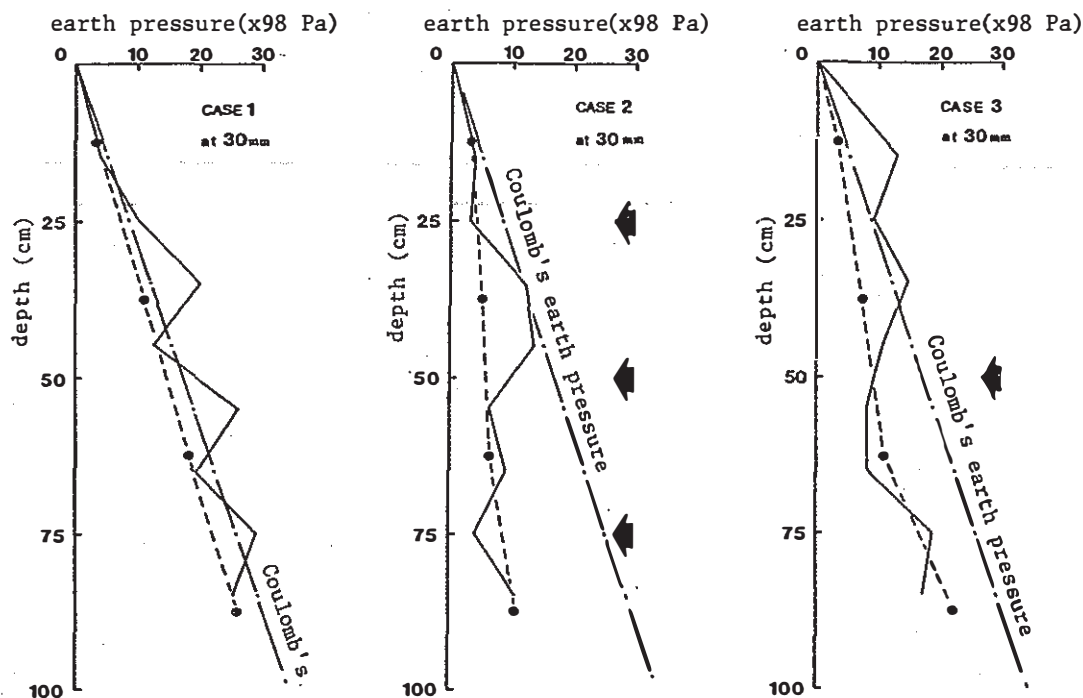 earth pressure(x98 Pa)
0 10 20 30
CASE 1
at 30mm
25
50
75
100
depth (cm)
Coulomb's
earth pressure(x98 Pa)
0 10 20 30
CASE 2
at 30mm
25
50
75
100
depth (cm)
Coulomb's earth pressure
earth pressure(x98 Pa)
0 10 20 30
CASE 3
at 30mm
25
50
75
100
depth (cm)
Coulomb's earth pressure